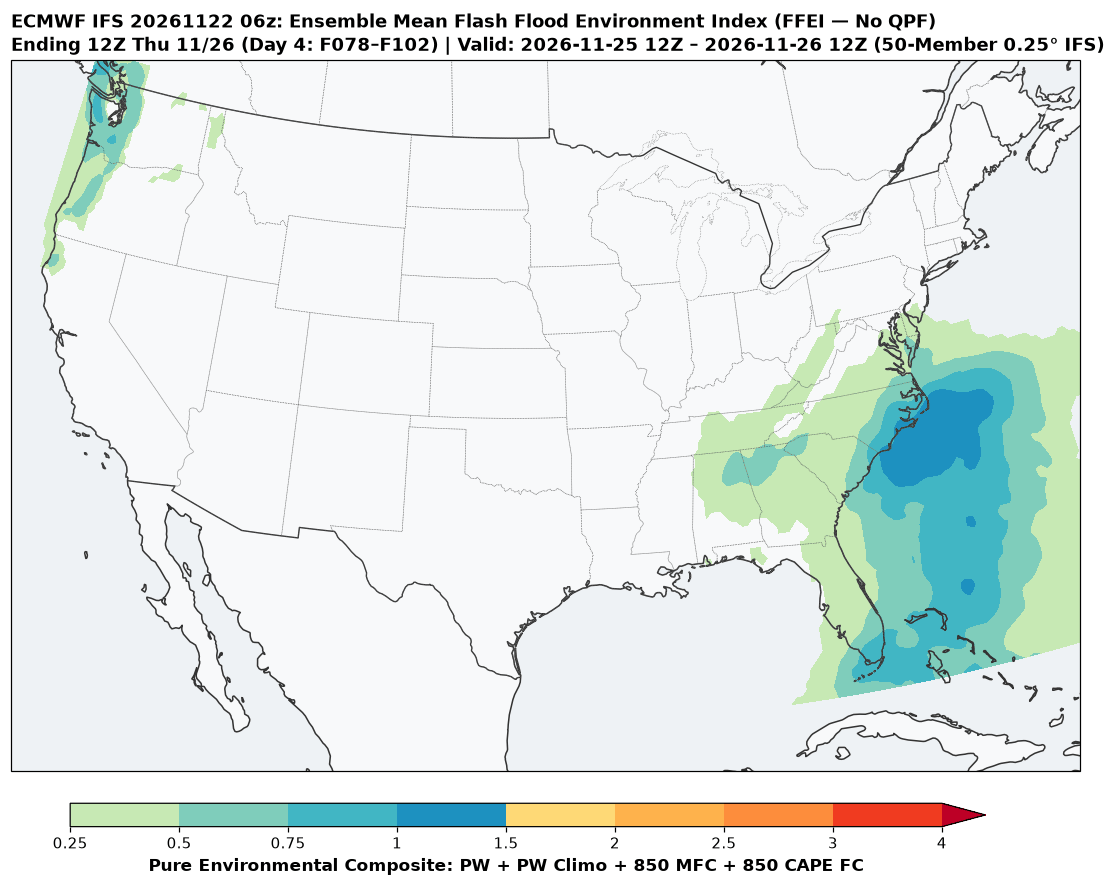 ECMWF IFS 20261122 06z: Ensemble Mean Flash Flood Environment Index (FFEI — No QPF)
Ending 12Z Thu 11/26 (Day 4: F078–F102) | Valid: 2026-11-25 12Z – 2026-11-26 12Z (50-Member 0.25° IFS)
0.25 0.5 0.75 1 1.5 2 2.5 3 4
Pure Environmental Composite: PW + PW Climo + 850 MFC + 850 CAPE FC